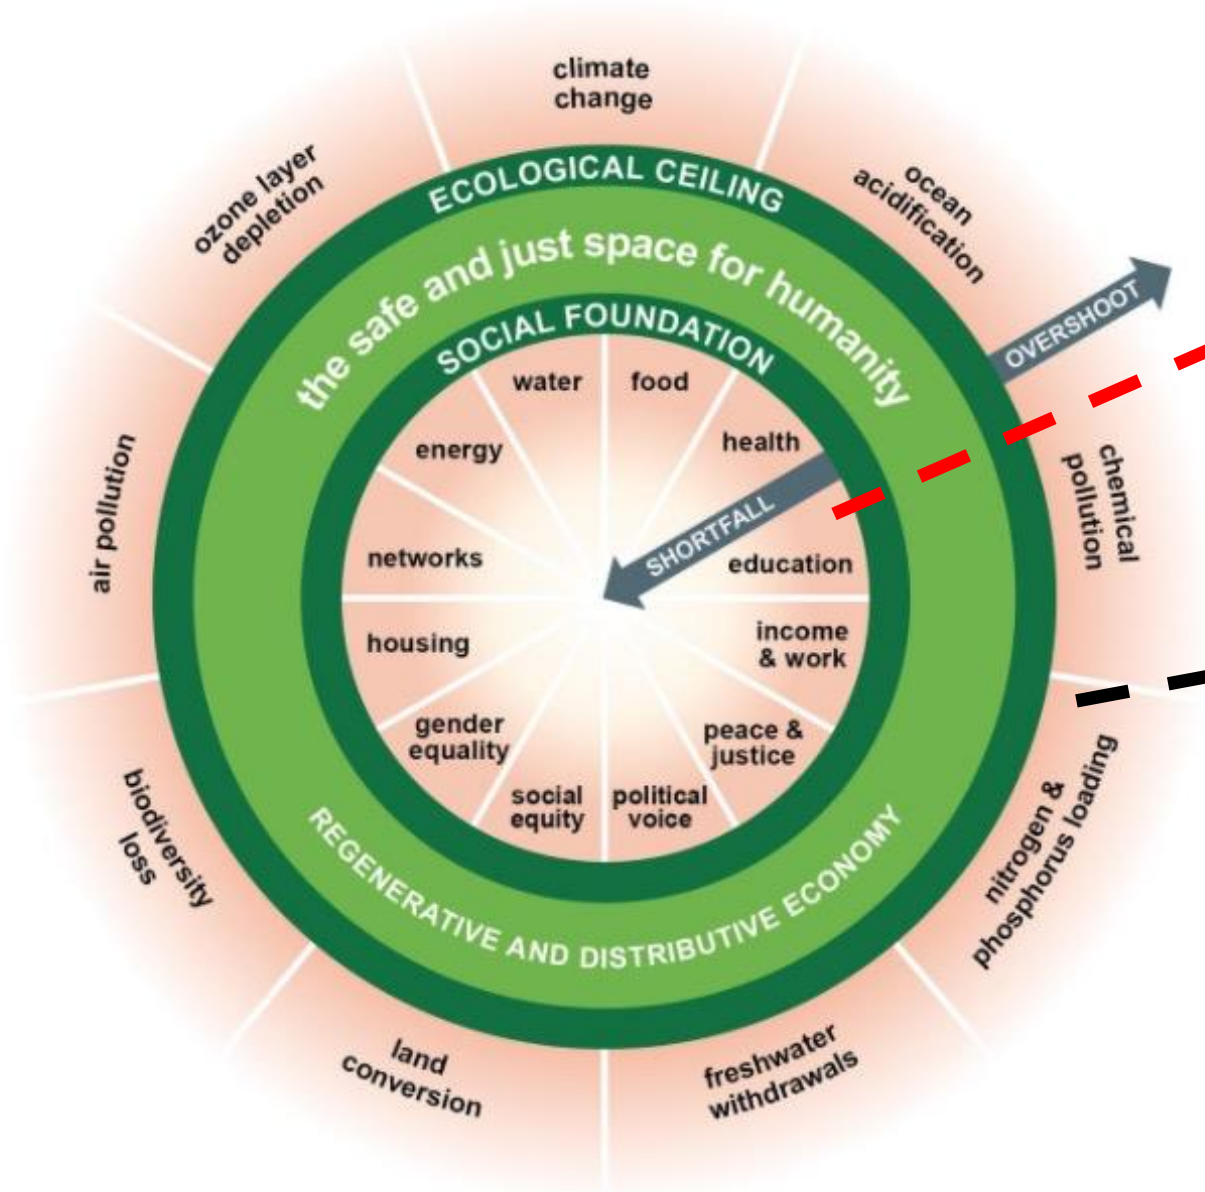 climate
change
ocean
acidification
OVERSHOOT
chemical
pollution
nitrogen &
phosphorus loading
freshwater
withdrawals
land
conversion
biodiversity
loss
air pollution
ozone layer
depletion
ECOLOGICAL CEILING
the safe and just space for humanity
SOCIAL FOUNDATION
water
food
health
SHORTFALL
education
income
& work
peace &
justice
political
voice
social
equity
gender
equality
housing
networks
energy
REGENERATIVE AND DISTRIBUTIVE ECONOMY